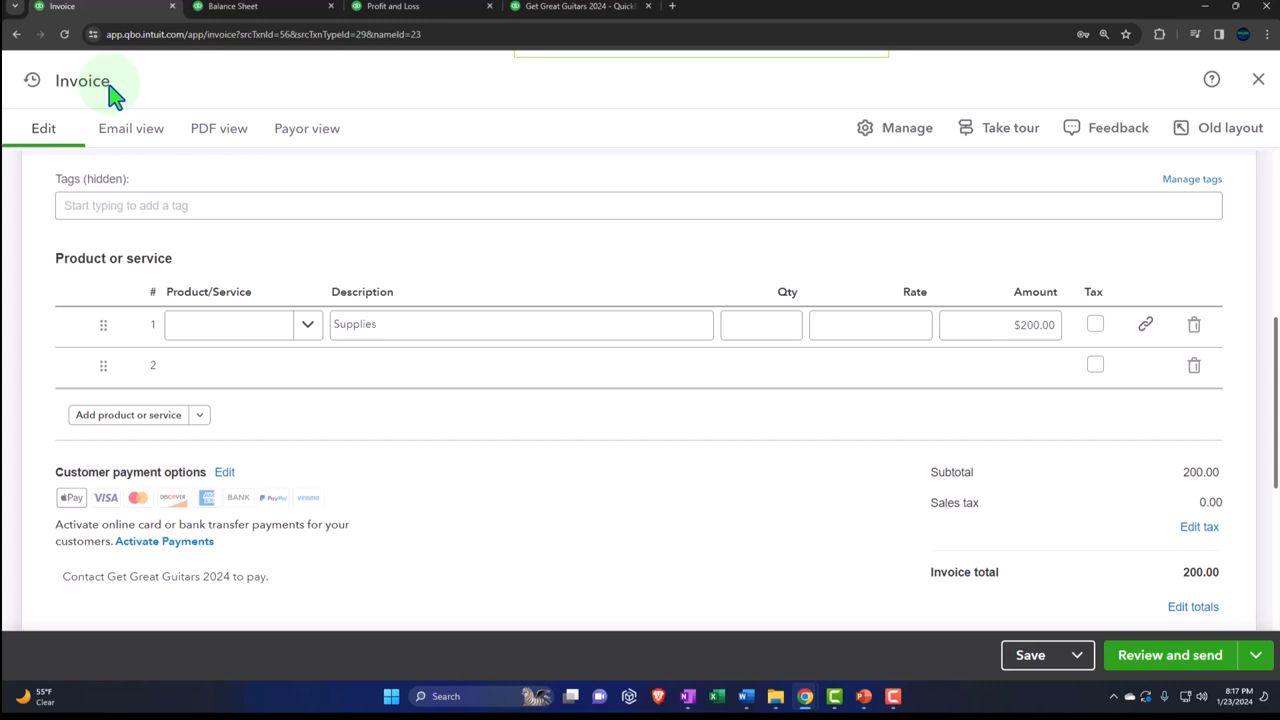 Invoice
Balance Sheet
Profit and Loss
Get Great Guitars 2024 - QuickB
app.qbo.intuit.com/app/invoice?srcTxnId=56&srcTxnTypeId=29&nameId=23
Invoice
Edit
Email view
PDF view
Payor view
Manage
Take tour
Feedback
Old layout
Tags (hidden):
Manage tags
Start typing to add a tag
Product or service
# Product/Service Description Qty Rate Amount Tax
1 Supplies $200.00
2
Add product or service
Customer payment options Edit
Pay VISA DISCOVER BANK PayPal venmo
Activate online card or bank transfer payments for your
customers. Activate Payments
Contact Get Great Guitars 2024 to pay.
Subtotal 200.00
Sales tax 0.00
Edit tax
Invoice total 200.00
Edit totals
Save
Review and send
55°F
Clear
Search
8:17 PM
1/23/2024